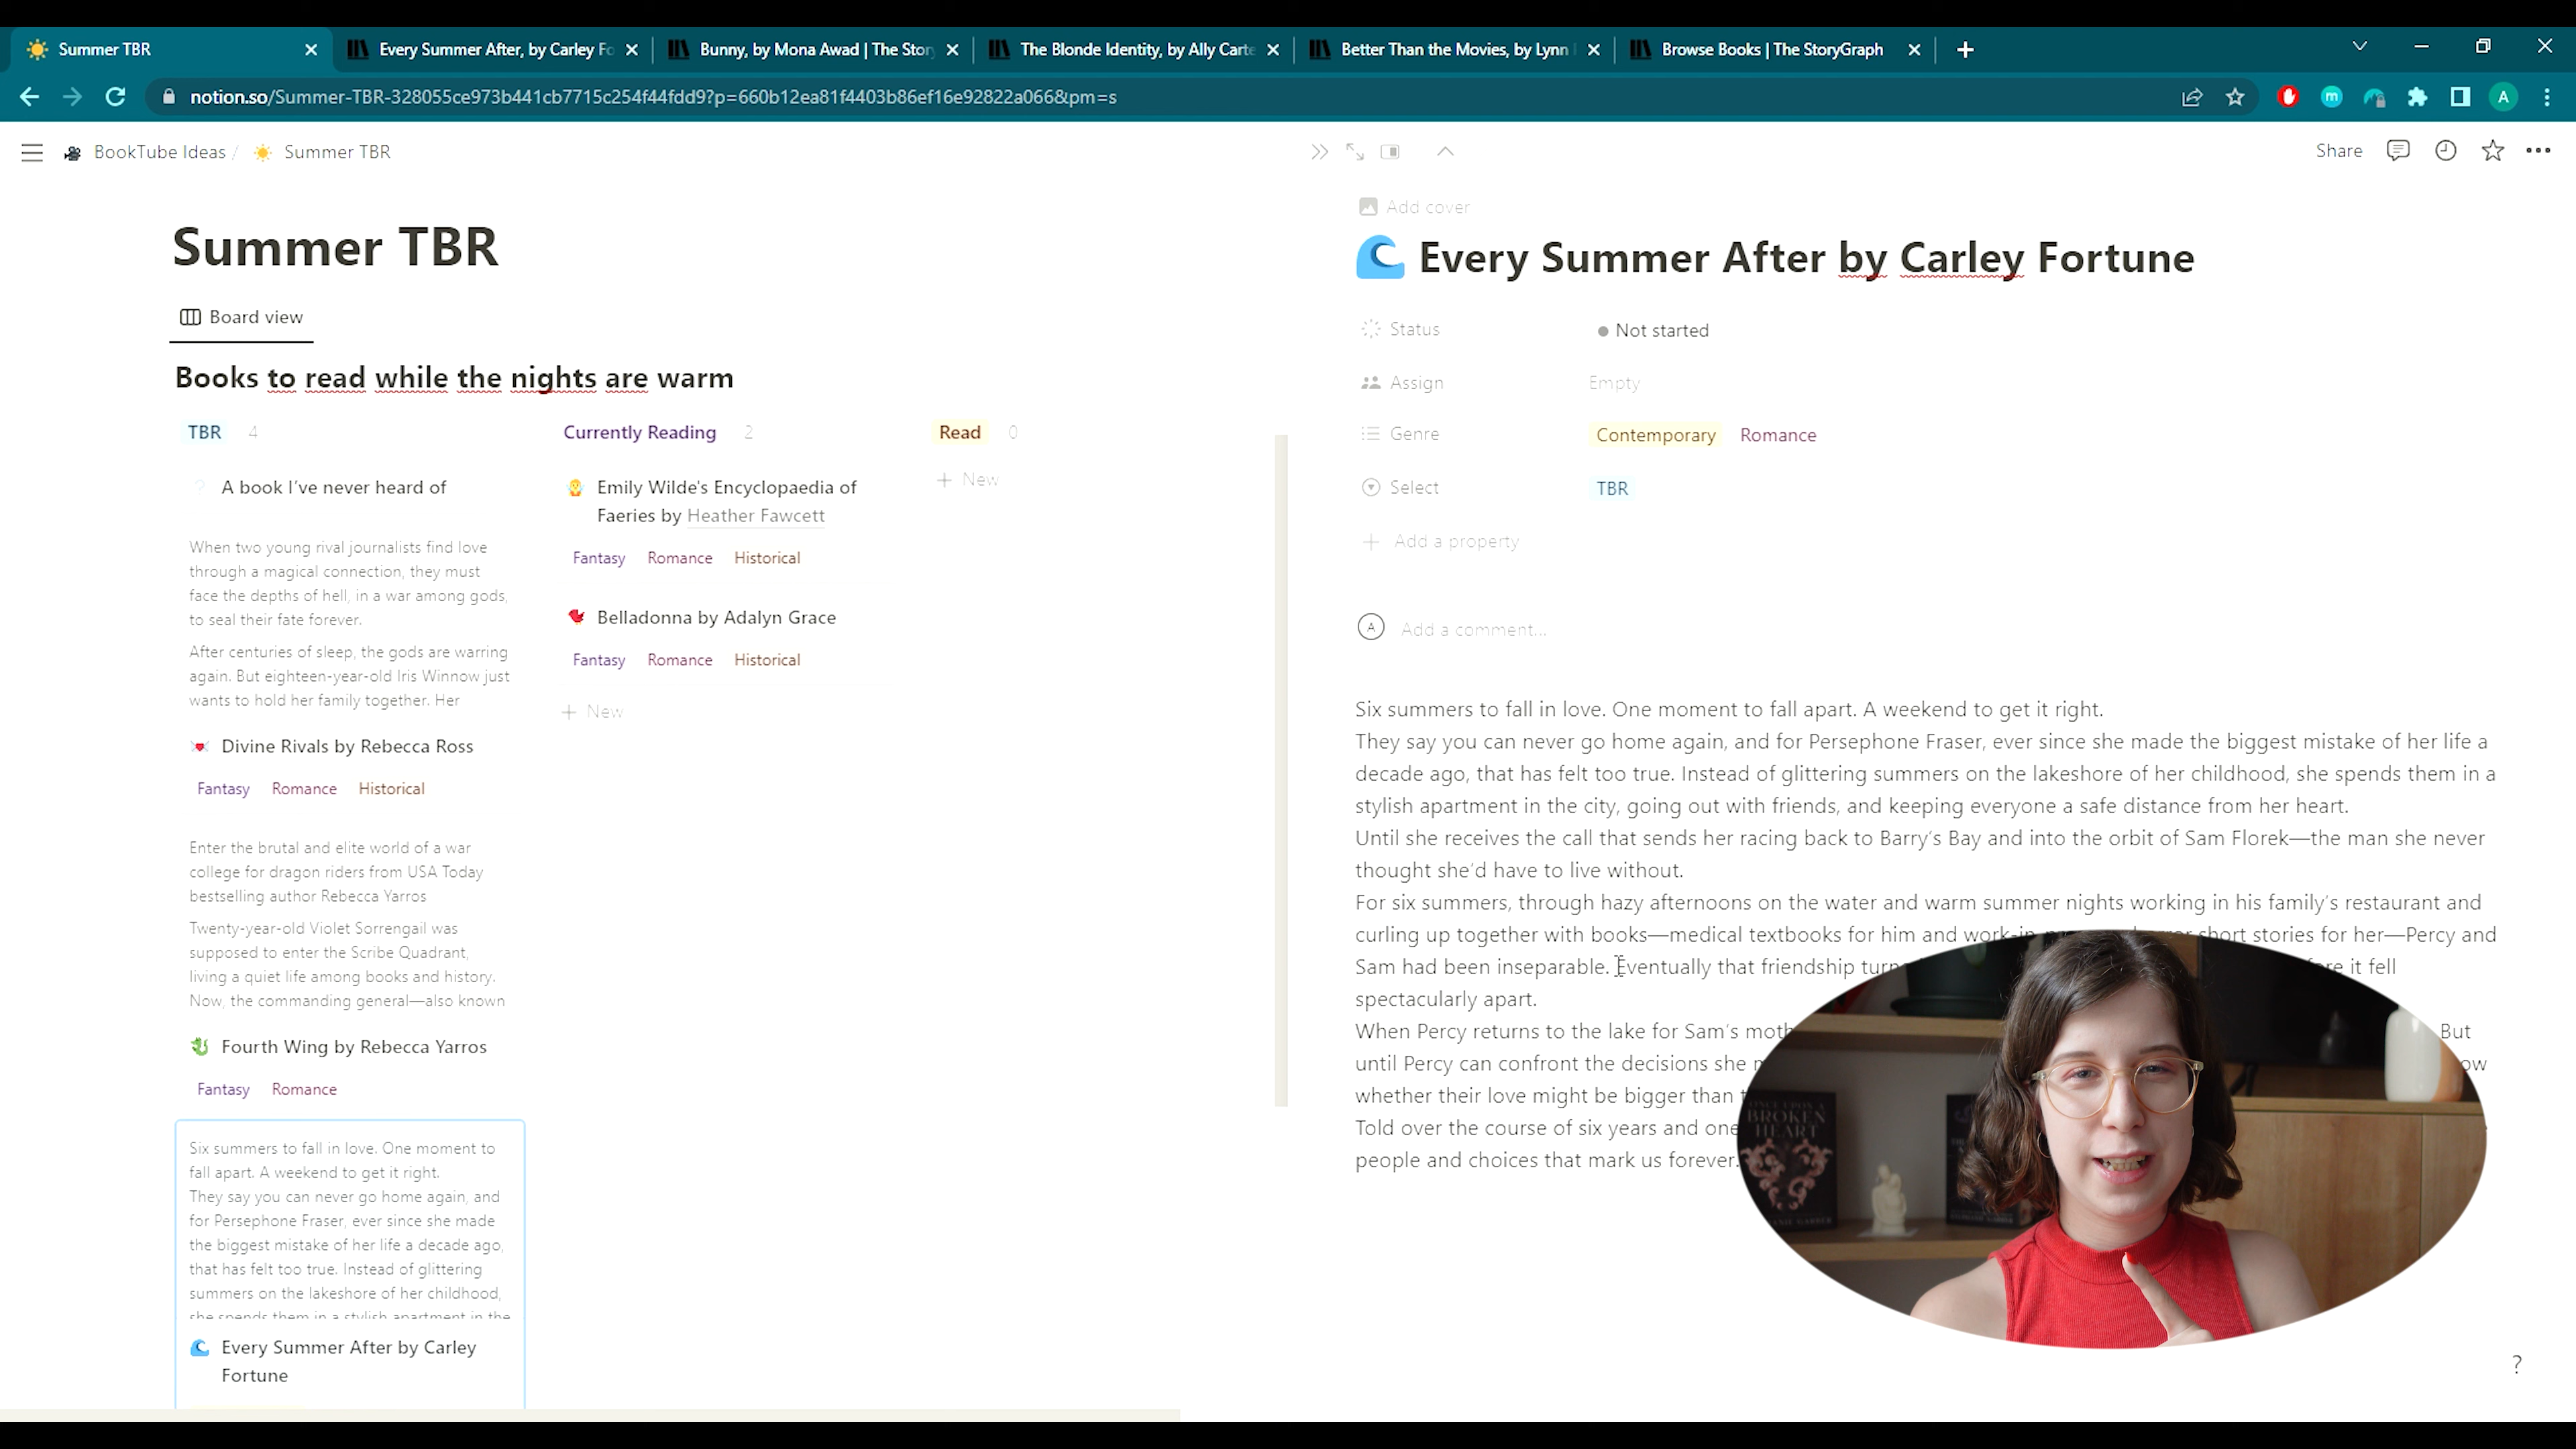 Summer TBR
Every Summer After, by Carley Fo
Bunny, by Mona Awad | The Stor
The Blonde Identity, by Ally Carte
Better Than the Movies, by Lynn
Browse Books | The StoryGraph
notion.so/Summer-TBR-328055ce973b441cb7715c254f44fdd9?p=660b12ea81f4403b86ef16e92822a066&pm=s
m
A
BookTube Ideas /
Summer TBR
Share
Summer TBR
Board view
Books to read while the nights are warm
TBR 4
Currently Reading 2
Read 0
A book I've never heard of
When two young rival journalists find love
through a magical connection, they must
face the depths of hell, in a war among gods,
to seal their fate forever.
After centuries of sleep, the gods are warring
again. But eighteen-year-old Iris Winnow just
wants to hold her family together. Her
Divine Rivals by Rebecca Ross
Fantasy Romance Historical
Enter the brutal and elite world of a war
college for dragon riders from USA Today
bestselling author Rebecca Yarros
Twenty-year-old Violet Sorrengail was
supposed to enter the Scribe Quadrant,
living a quiet life among books and history.
Now, the commanding general—also known
Fourth Wing by Rebecca Yarros
Fantasy Romance
Six summers to fall in love. One moment to
fall apart. A weekend to get it right.
They say you can never go home again, and
for Persephone Fraser, ever since she made
the biggest mistake of her life a decade ago,
that has felt too true. Instead of glittering
summers on the lakeshore of her childhood,
she spends them in a stylish apartment in the
Every Summer After by Carley
Fortune
Emily Wilde's Encyclopaedia of
Faeries by Heather Fawcett
Fantasy Romance Historical
Belladonna by Adalyn Grace
Fantasy Romance Historical
+ New
+ New
Add cover
Every Summer After by Carley Fortune
Status Not started
Assign Empty
Genre Contemporary Romance
Select TBR
+ Add a property
A Add a comment...
Six summers to fall in love. One moment to fall apart. A weekend to get it right.
They say you can never go home again, and for Persephone Fraser, ever since she made the biggest mistake of her life a
decade ago, that has felt too true. Instead of glittering summers on the lakeshore of her childhood, she spends them in a
stylish apartment in the city, going out with friends, and keeping everyone a safe distance from her heart.
Until she receives the call that sends her racing back to Barry's Bay and into the orbit of Sam Florek—the man she never
thought she'd have to live without.
For six summers, through hazy afternoons on the water and warm summer nights working in his family's restaurant and
curling up together with books—medical textbooks for him and work-in- short stories for her—Percy and
Sam had been inseparable. Eventually that friendship it fell
spectacularly apart.
When Percy returns to the lake for Sam's But
until Percy can confront the decisions she
whether their love might be bigger than
Told over the course of six years and one
people and choices that mark us forever.
BROKEN
HEART
?